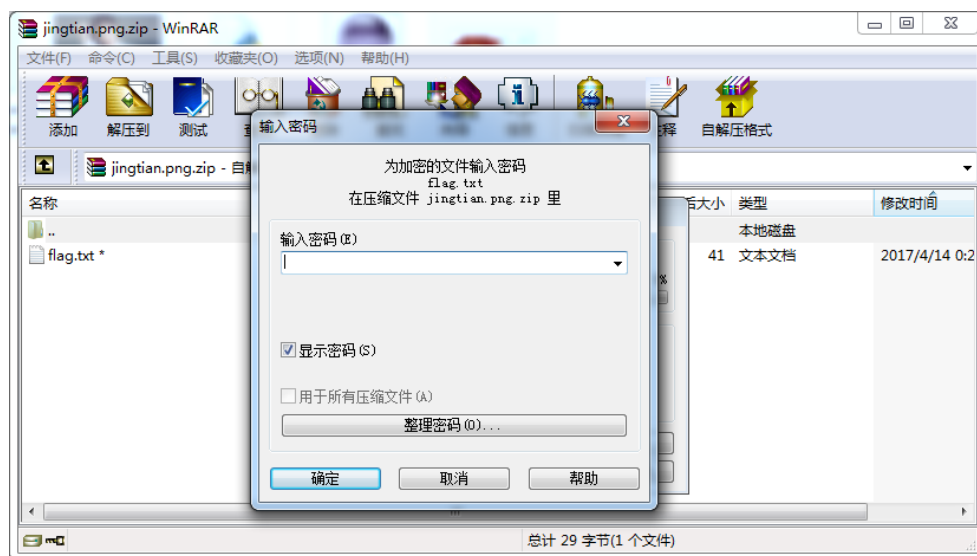 jingtian.png.zip - WinRAR
文件(F) 命令(C) 工具(S) 收藏夹(O) 选项(N) 帮助(H)
添加 解压到 测试 释 自解压格式
输入密码
jingtian.png.zip - 自
为加密的文件输入密码
flag.txt
在压缩文件 jingtian.png.zip 里
名称 后大小 类型 修改时间
.. 本地磁盘
flag.txt * 41 文本文档 2017/4/14 0:2
输入密码(E)
%
显示密码(S)
用于所有压缩文件(A)
整理密码(O)...
确定 取消 帮助
总计 29 字节(1 个文件)